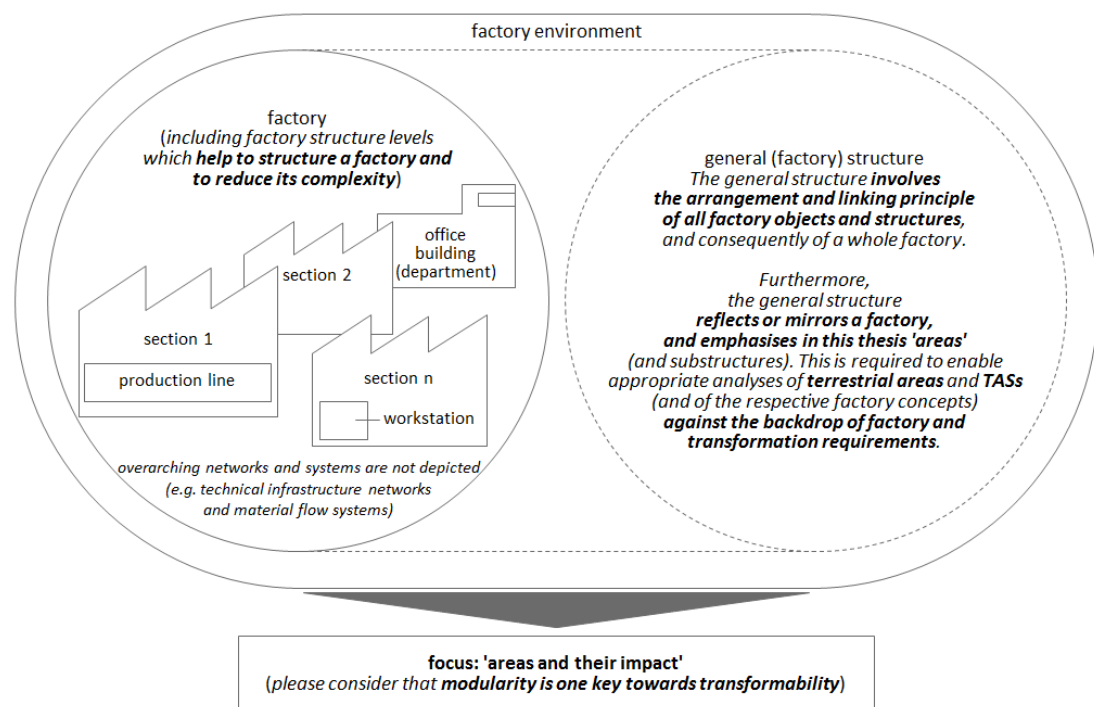 factory environment
factory
(including factory structure levels
which help to structure a factory and
to reduce its complexity)
office
building
(department)
section 2
section 1
production line
section n
workstation
overarching networks and systems are not depicted
(e.g. technical infrastructure networks
and material flow systems)
general (factory) structure
The general structure involves
the arrangement and linking principle
of all factory objects and structures,
and consequently of a whole factory.
Furthermore,
the general structure
reflects or mirrors a factory,
and emphasises in this thesis 'areas'
(and substructures). This is required to enable
appropriate analyses of terrestrial areas and TASs
(and of the respective factory concepts)
against the backdrop of factory and
transformation requirements.
focus: 'areas and their impact'
(please consider that modularity is one key towards transformability)